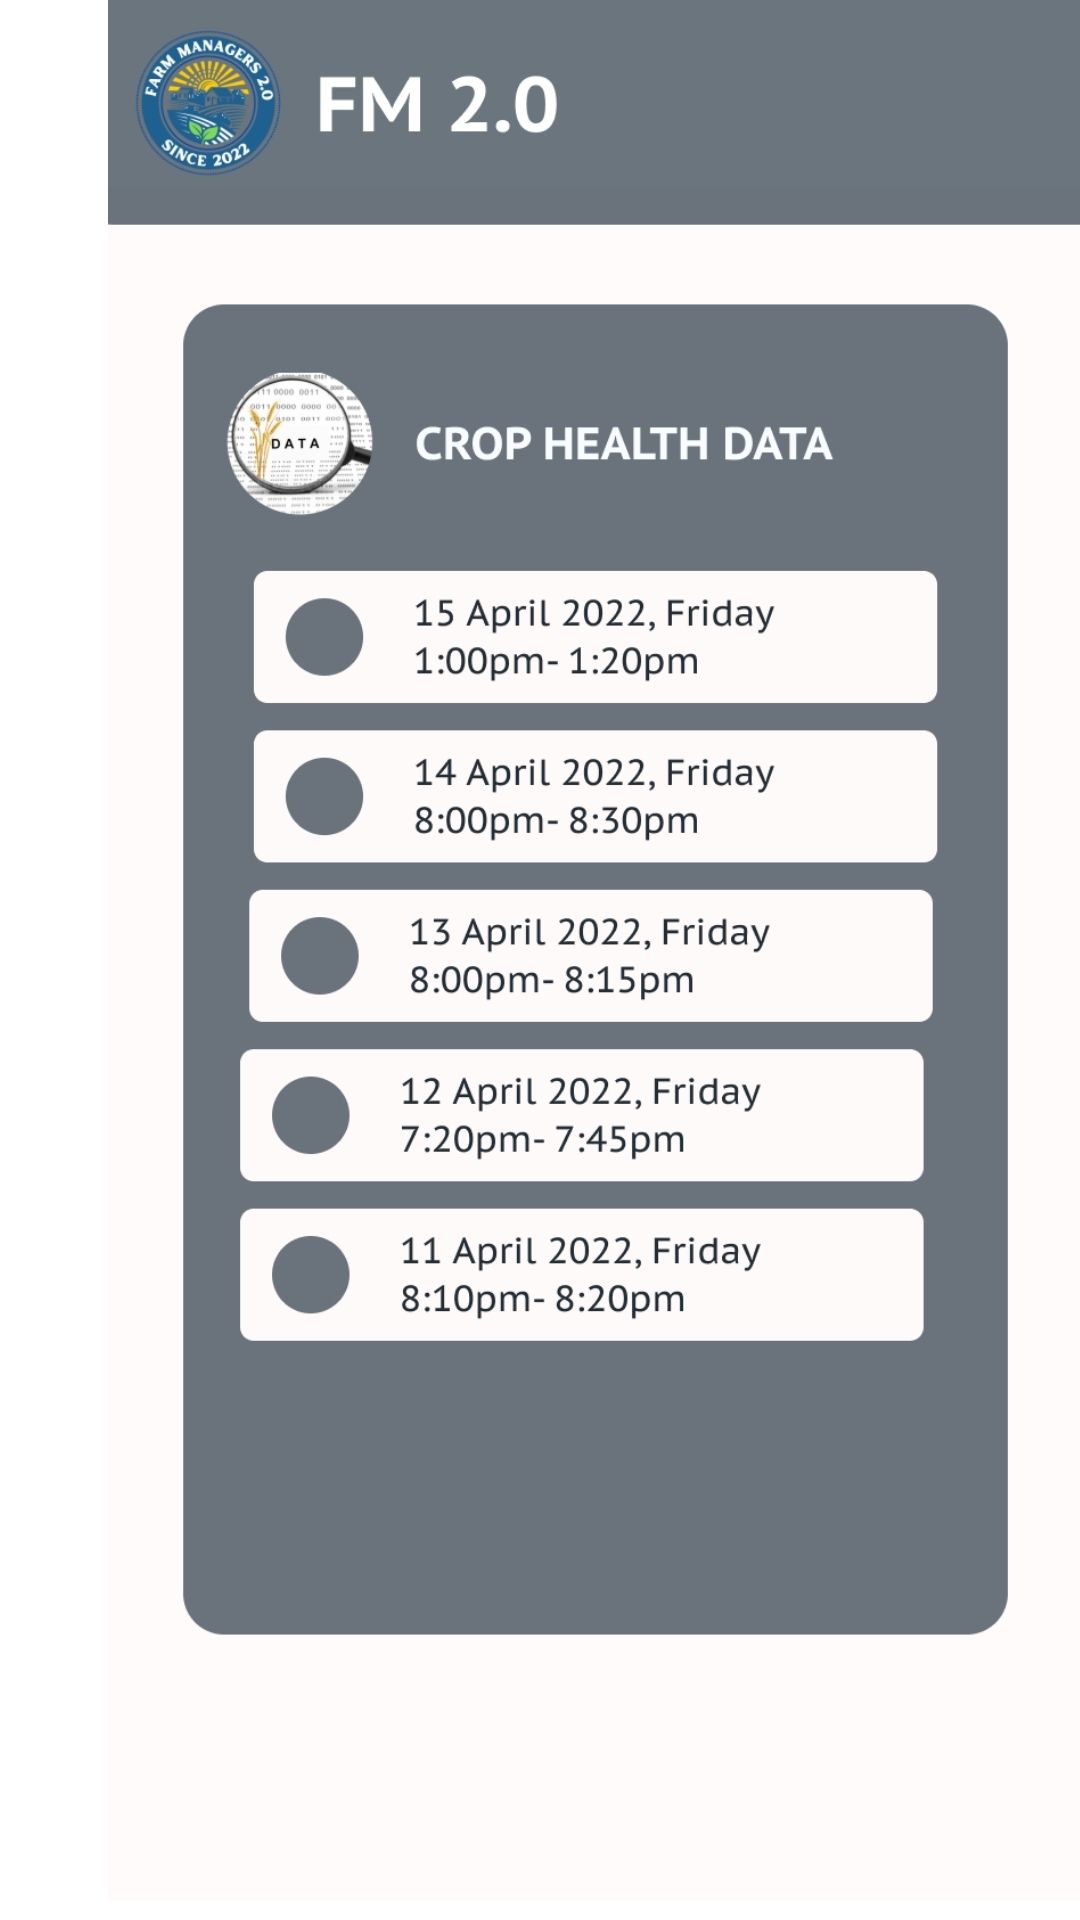 FARM MANAGERS 2.0
SINCE 2022
FM 2.0
DATA
CROP HEALTH DATA
15 April 2022, Friday
1:00pm- 1:20pm
14 April 2022, Friday
8:00pm- 8:30pm
13 April 2022, Friday
8:00pm- 8:15pm
12 April 2022, Friday
7:20pm- 7:45pm
11 April 2022, Friday
8:10pm- 8:20pm